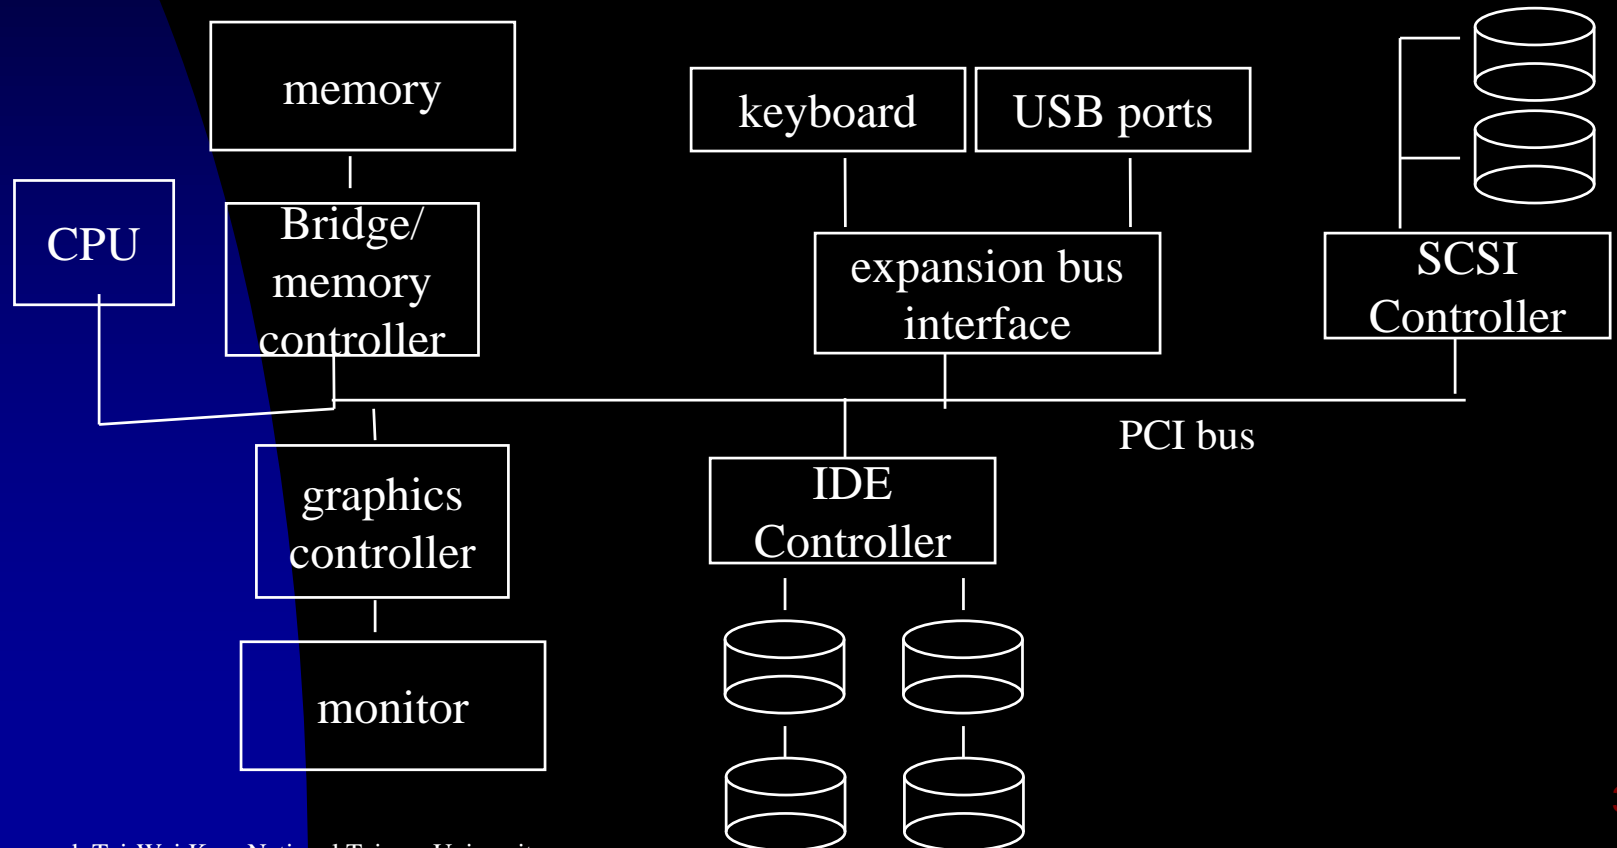 memory
keyboard
USB ports
CPU
Bridge/
memory
controller
expansion bus
interface
SCSI
Controller
PCI bus
graphics
controller
IDE
Controller
monitor